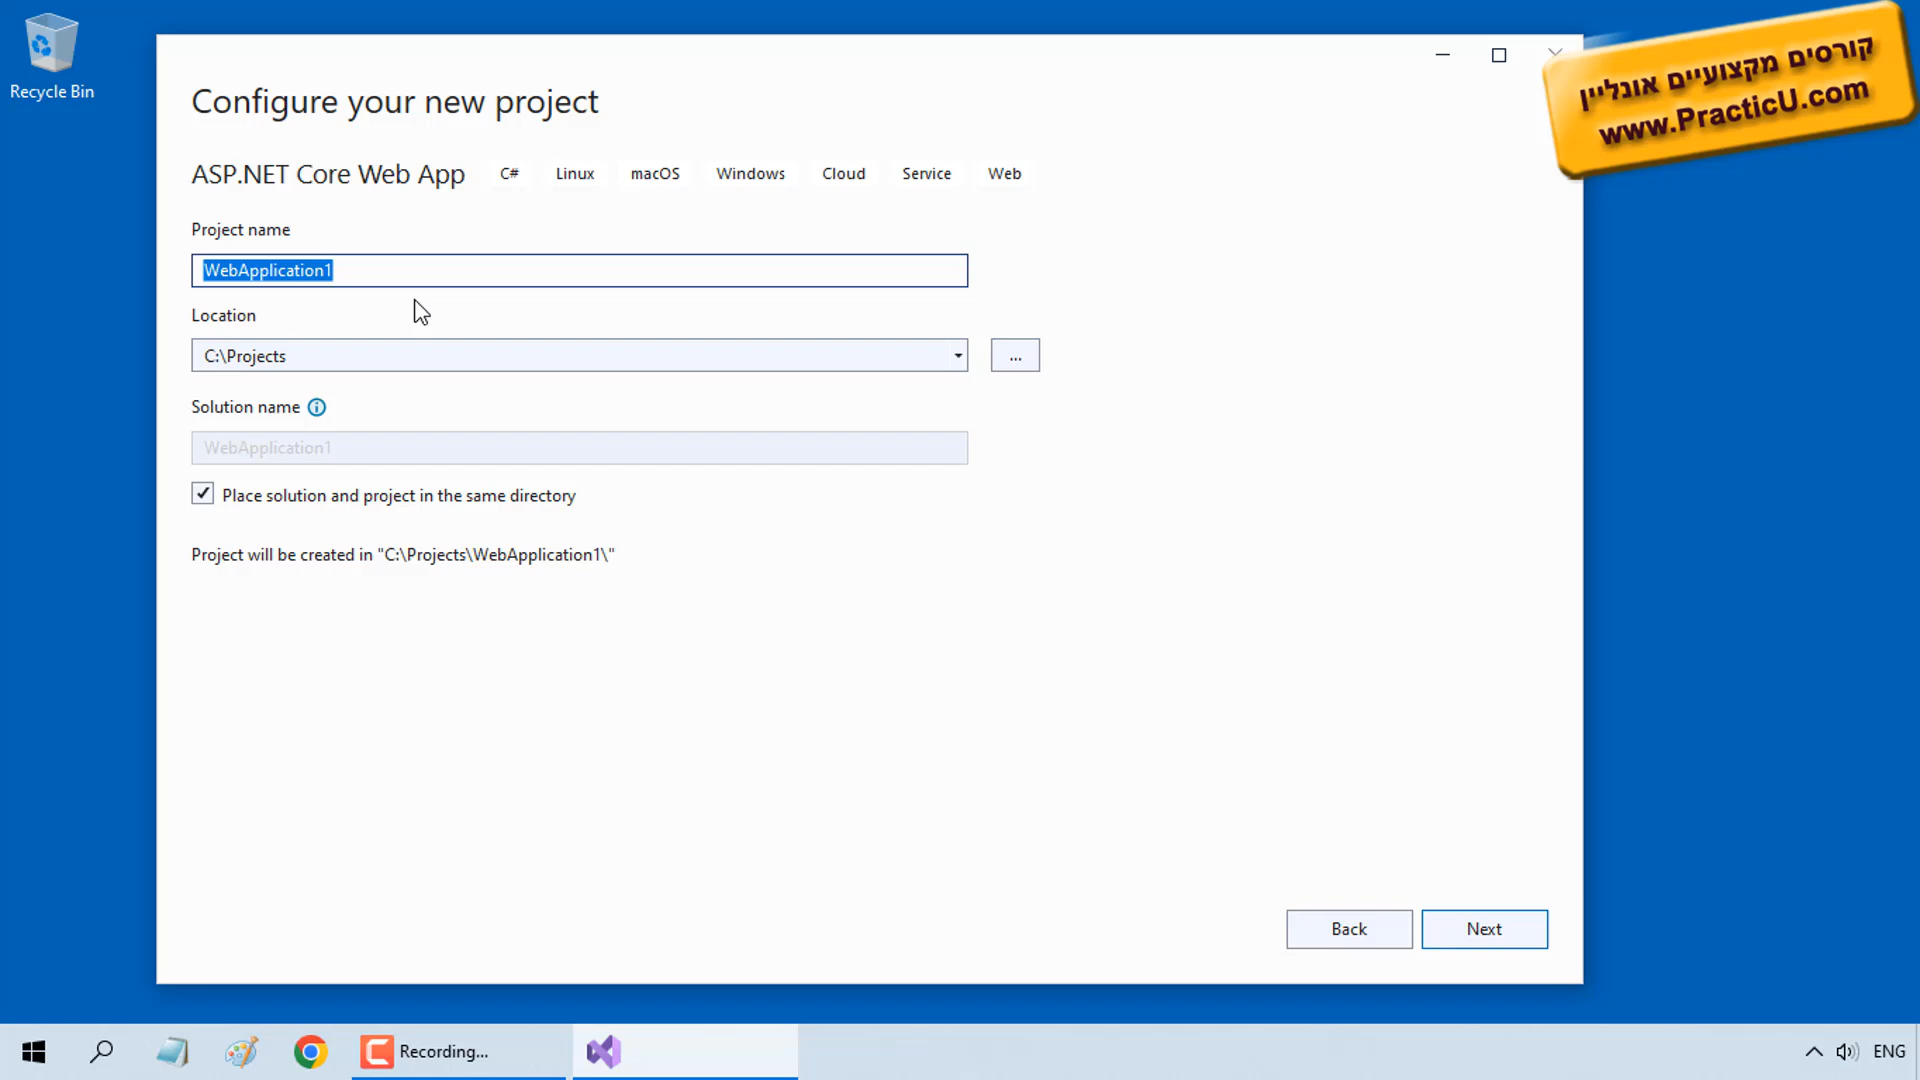 Recycle Bin
Configure your new project
קורסים מקצועיים אונליין
www.PracticU.com
ASP.NET Core Web App C# Linux macOS Windows Cloud Service Web
Project name
WebApplication1
Location
C:\Projects
...
Solution name
WebApplication1
Place solution and project in the same directory
Project will be created in "C:\Projects\WebApplication1\"
Back Next
Recording...
ENG